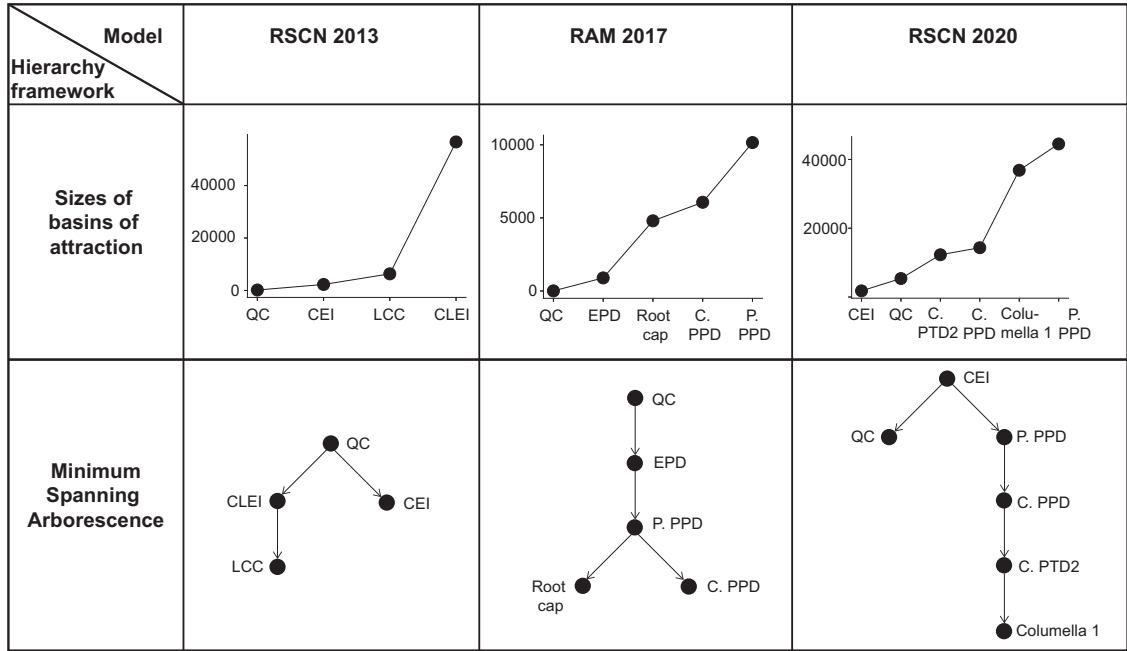 Model
Hierarchy
framework
RSCN 2013
RAM 2017
RSCN 2020
Sizes of
basins of
attraction
40000
20000
0
QC
CEI
LCC
CLEI
10000
5000
0
QC
EPD
Root
cap
C.
PPD
P.
PPD
40000
20000
0
CEI
QC
C.
PTD2
C.
PPD
Colu-
mella 1
P.
PPD
Minimum
Spanning
Arborescence
QC
CLEI
CEI
LCC
QC
EPD
P. PPD
Root
cap
C. PPD
CEI
QC
P. PPD
C. PPD
C. PTD2
Columella 1